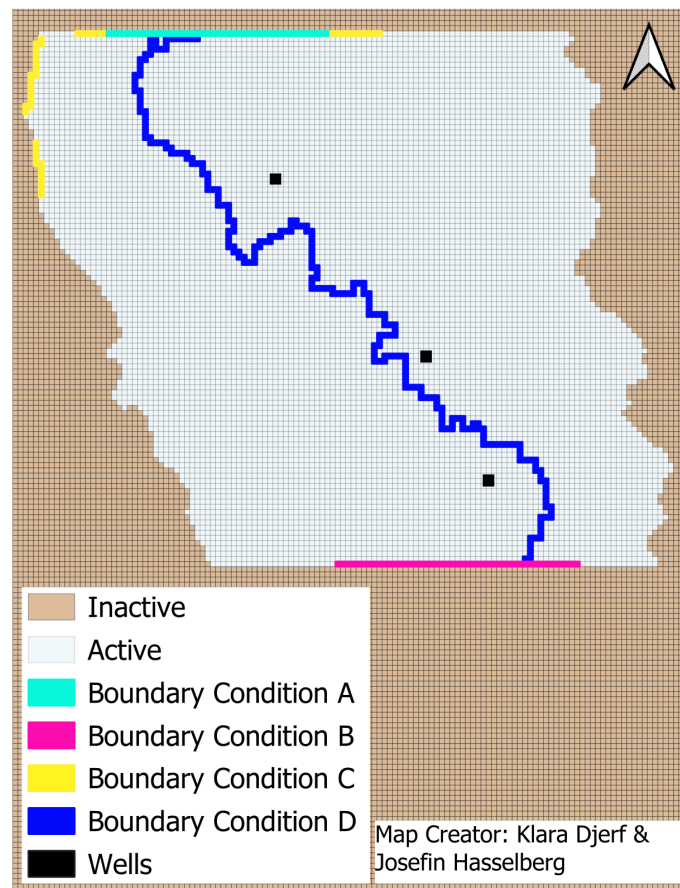 Inactive
Active
Boundary Condition A
Boundary Condition B
Boundary Condition C
Boundary Condition D
Wells
Map Creator: Klara Djerf &
Josefin Hasselberg